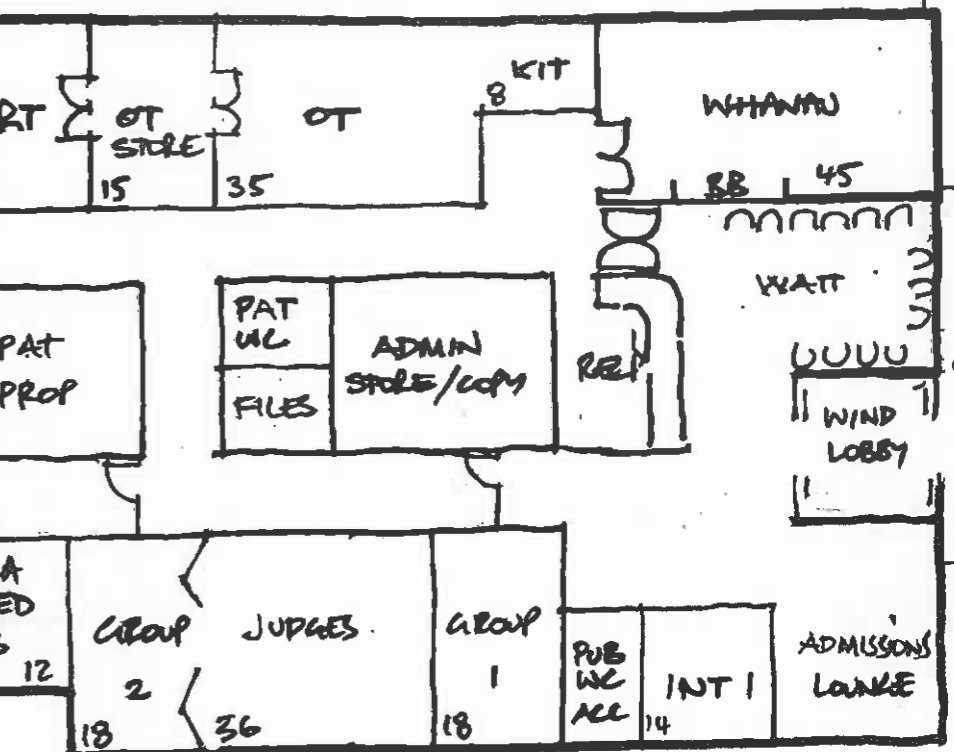 RT
OT
STORE
15
OT
35
KIT
8
WHANAU
BB
45
WAIT
PAT
PROP
PAT
WC
FILES
ADMIN
STORE/COPY
WIND
LOBBY
A
ED
S
12
GROUP
2
18
JUDGES
36
GROUP
1
18
PUB
WC
ACC
INT 1
14
ADMISSIONS
LOUNGE